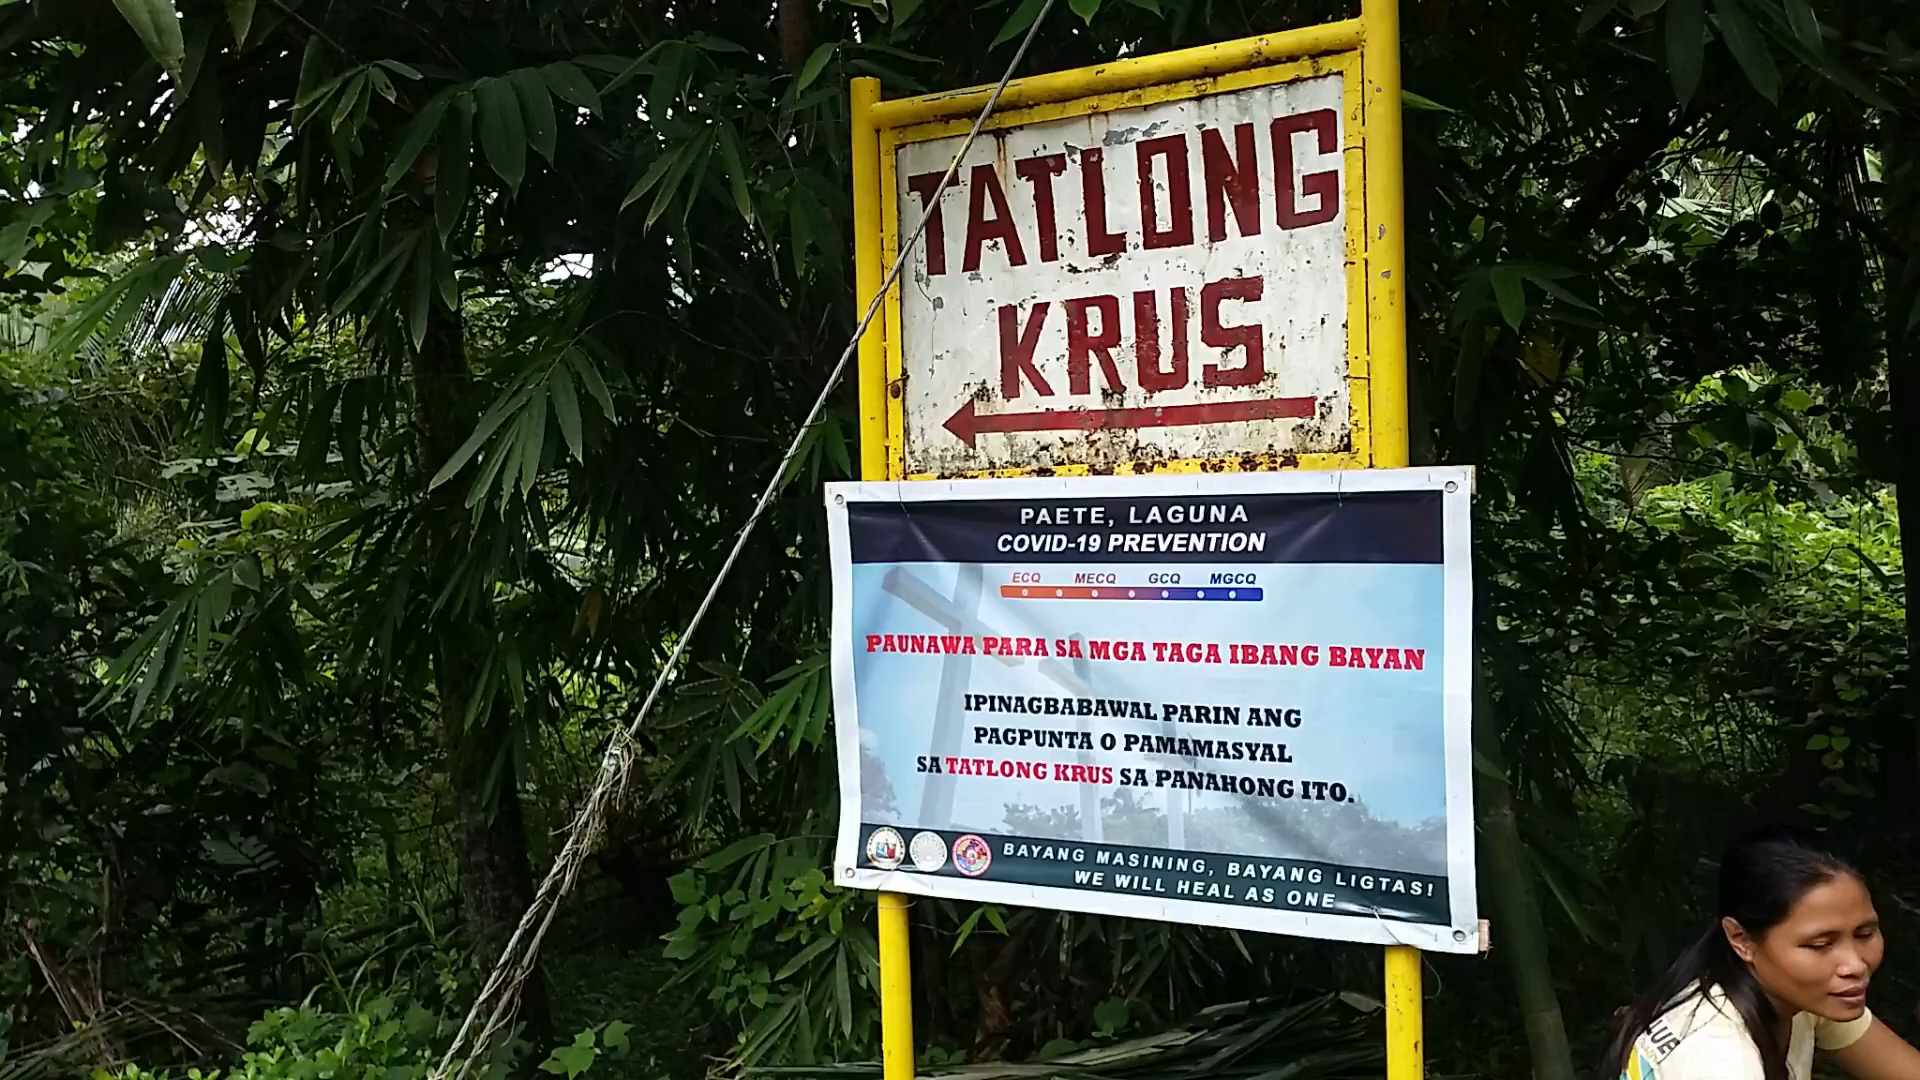 TATLONG
KRUS
PAETE, LAGUNA
COVID-19 PREVENTION
ECQ MECQ GCQ MGCQ
PAUNAWA PARA SA MGA TAGA IBANG BAYAN
IPINAGBABAWAL PARIN ANG
PAGPUNTA O PAMAMASYAL
SA TATLONG KRUS SA PANAHONG ITO.
BAYANG MASINING, BAYANG LIGTAS!
WE WILL HEAL AS ONE